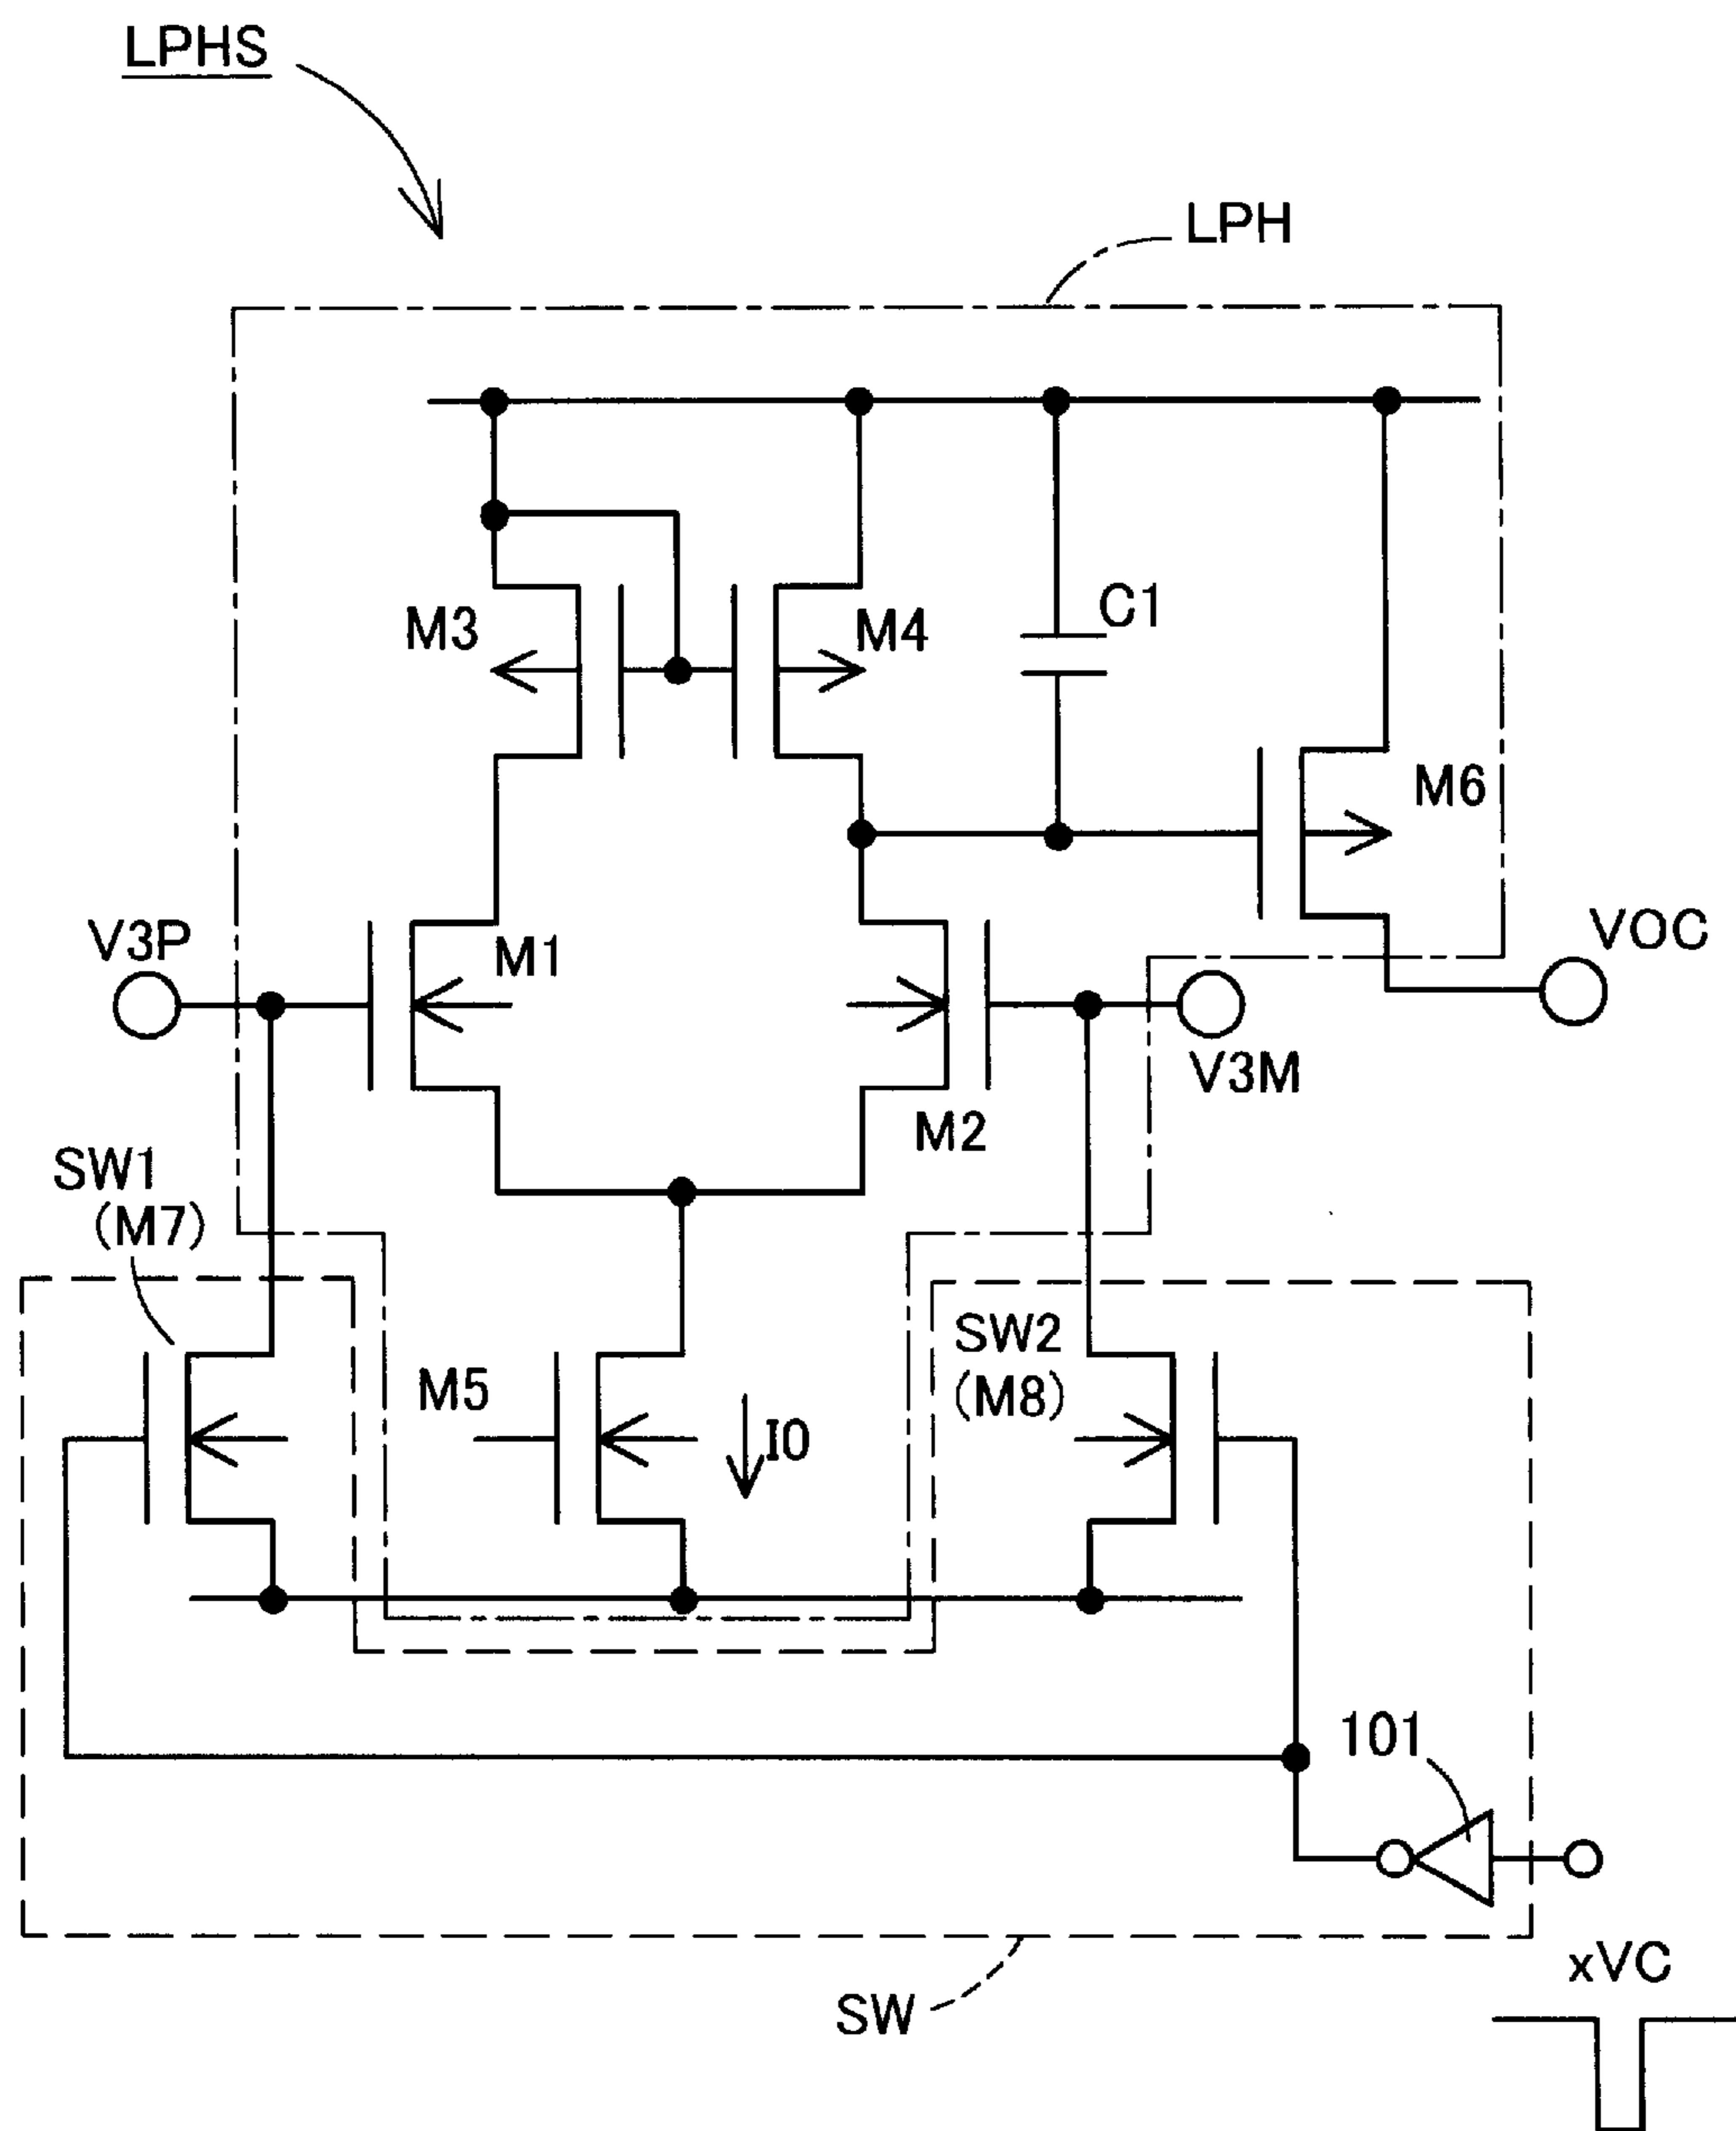 LPHS
LPH
M3
M4
C1
M6
V3P
M1
VOC
V3M
M2
SW1
(M7)
SW2
(M8)
M5
I0
101
xVC
SW